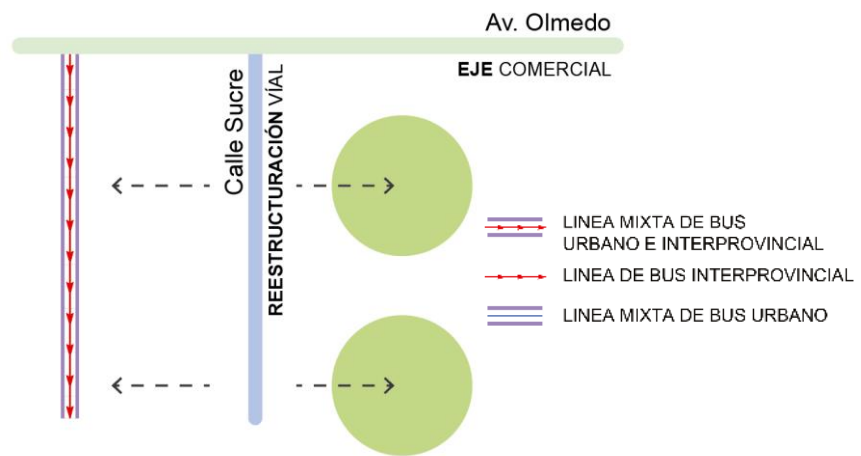 Av. Olmedo
EJE COMERCIAL
Calle Sucre
REESTRUCTURACIÓN VÍAL
LINEA MIXTA DE BUS
URBANO E INTERPROVINCIAL
LINEA DE BUS INTERPROVINCIAL
LINEA MIXTA DE BUS URBANO